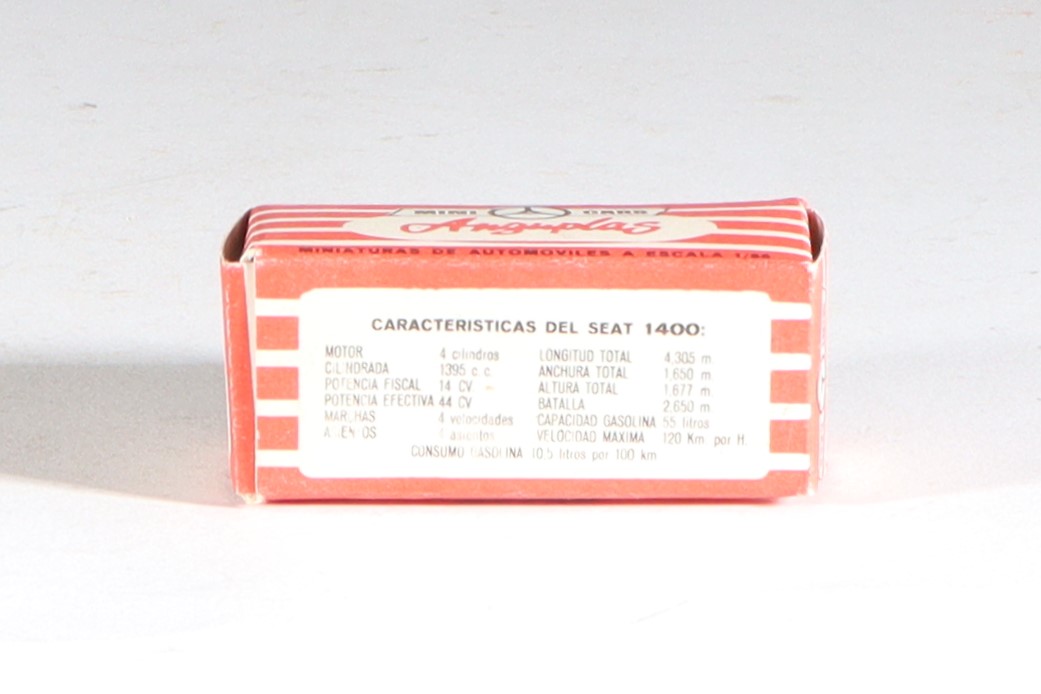 MINI CARS
Anguplas
MINIATURAS DE AUTOMOVILES A ESCALA
CARACTERISTICAS DEL SEAT 1400:
MOTOR 4 cilindros LONGITUD TOTAL 4.305 m
CILINDRADA 1395 c.c. ANCHURA TOTAL 1.650 m
POTENCIA FISCAL 14 CV ALTURA TOTAL 1.677 m
POTENCIA EFECTIVA 44 CV BATALLA 2.650 m
MARCHAS 4 velocidades CAPACIDAD GASOLINA 55 litros
asientos VELOCIDAD MAXIMA 120 Km por H
CONSUMO GASOLINA 10.5 litros por 100 km